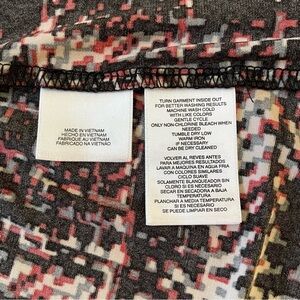 MADE IN VIETNAM
HECHO EN VIETNAM
FABRIQUE AU VIETNAM
FABRICADO NA VIETNÃO
TURN GARMENT INSIDE OUT
FOR BETTER WASHING RESULTS
MACHINE WASH COLD
WITH LIKE COLORS
GENTLE CYCLE
ONLY NON CHLORINE BLEACH WHEN
NEEDED
TUMBLE DRY LOW
WARM IRON
IF NECESSARY
CAN BE DRY CLEANED
VOLVER AL REVES ANTES
PARA MEJORES RESULTADOS
LAVAR A MAQUINA EN AGUA FRIA
CON COLORES SIMILARES
CICLO SUAVE
SOLAMENTE BLANQUEADOR SIN
CLORO SI ES NECESARIO
SECAR EN SECADORA A BAJA
TEMPERATURA
PLANCHAR A MEDIA TEMPERATURA
SI ES NECESARIO
SE PUEDE LIMPIAR EN SECO